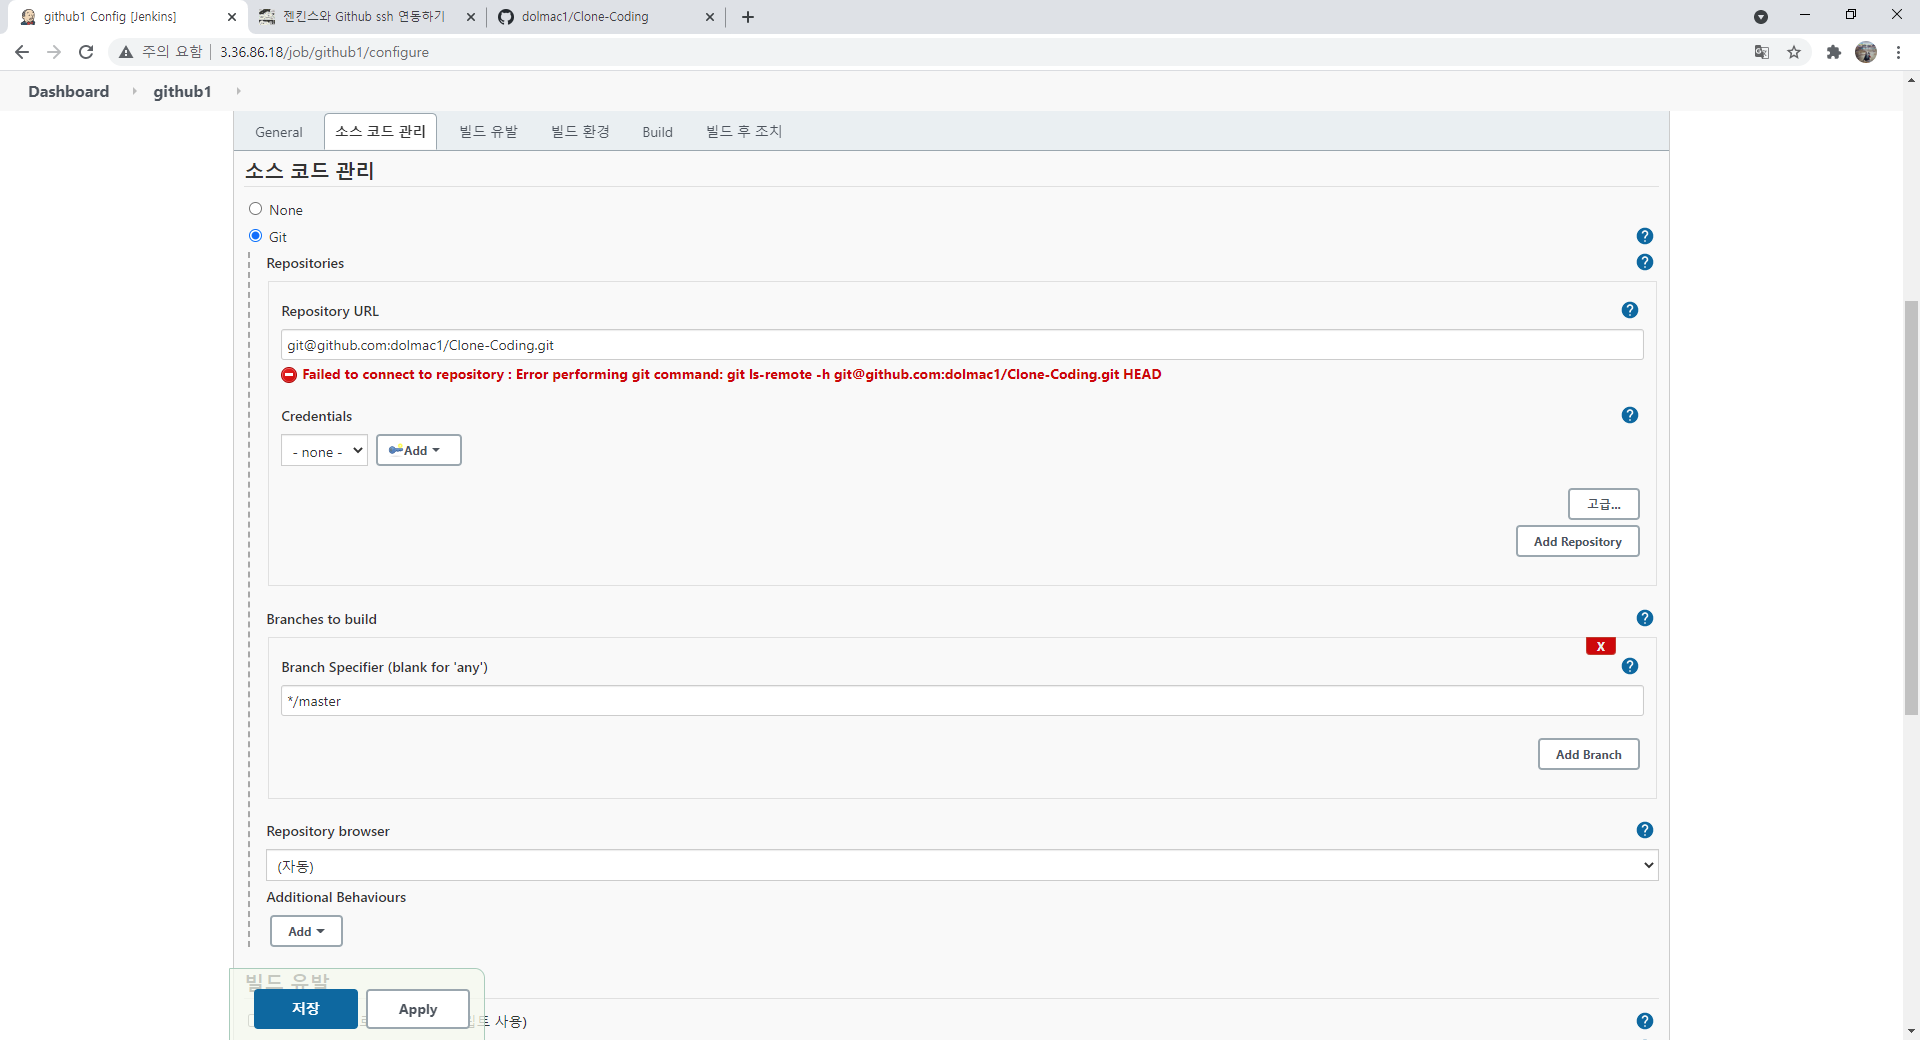 github1 Config [Jenkins]
젠킨스와 Github ssh 연동하기
dolmac1/Clone-Coding
주의 요함
3.36.86.18/job/github1/configure
Dashboard
github1
General
소스 코드 관리
빌드 유발
빌드 환경
Build
빌드 후 조치
소스 코드 관리
None
Git
Repositories
Repository URL
git@github.com:dolmac1/Clone-Coding.git
Failed to connect to repository : Error performing git command: git ls-remote -h git@github.com:dolmac1/Clone-Coding.git HEAD
Credentials
- none -
Add
고급...
Add Repository
Branches to build
X
Branch Specifier (blank for 'any')
*/master
Add Branch
Repository browser
(자동)
Additional Behaviours
Add
빌드 유발
저장
Apply
사용)